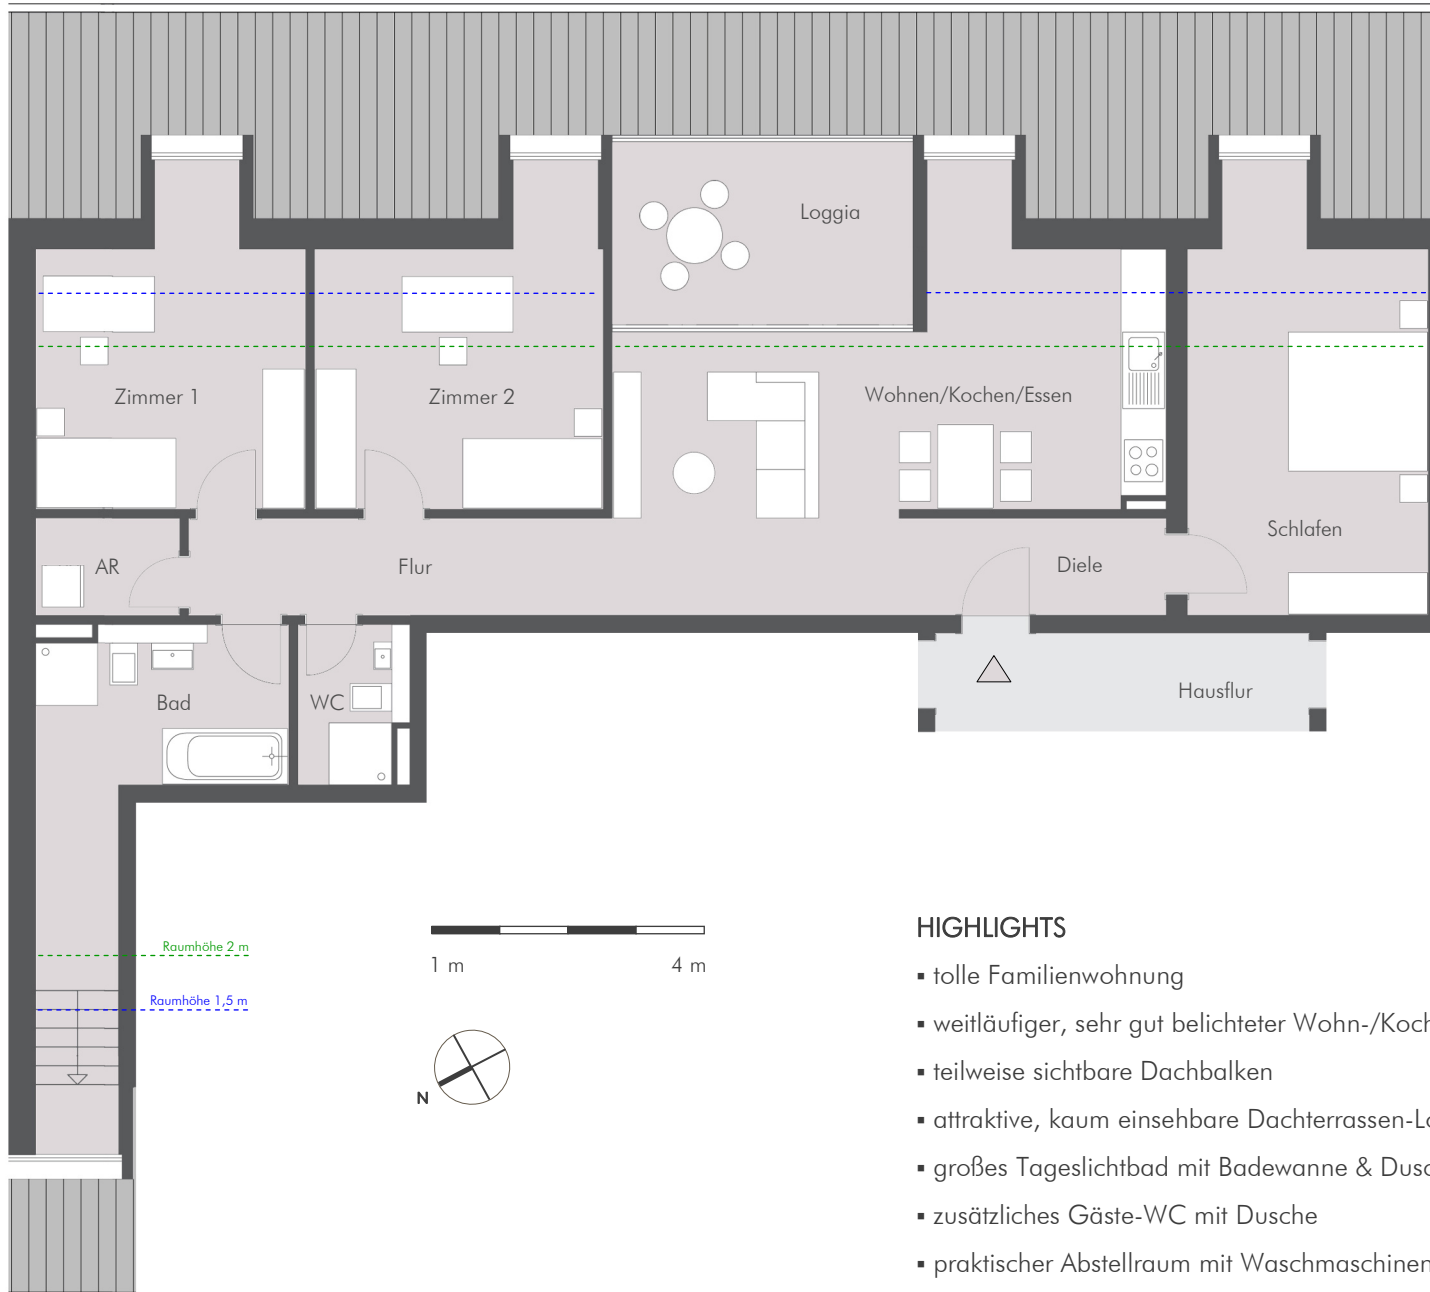 Loggia
Zimmer 1
Zimmer 2
Wohnen/Kochen/Essen
Schlafen
AR
Flur
Diele
Bad
WC
Hausflur
Raumhöhe 2 m
Raumhöhe 1,5 m
1 m
4 m
N
HIGHLIGHTS
▪ tolle Familienwohnung
▪ weitläufiger, sehr gut belichteter Wohn-/Koch
▪ teilweise sichtbare Dachbalken
▪ attraktive, kaum einsehbare Dachterrassen-Lo
▪ großes Tageslichtbad mit Badewanne & Dusc
▪ zusätzliches Gäste-WC mit Dusche
▪ praktischer Abstellraum mit Waschmaschinen